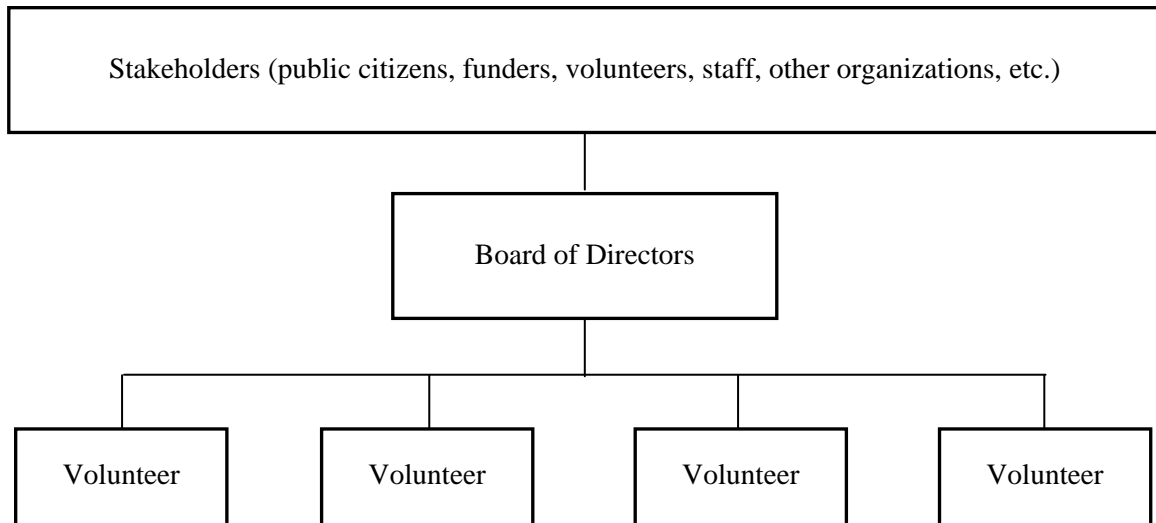 Stakeholders (public citizens, funders, volunteers, staff, other organizations, etc.)
Board of Directors
Volunteer
Volunteer
Volunteer
Volunteer